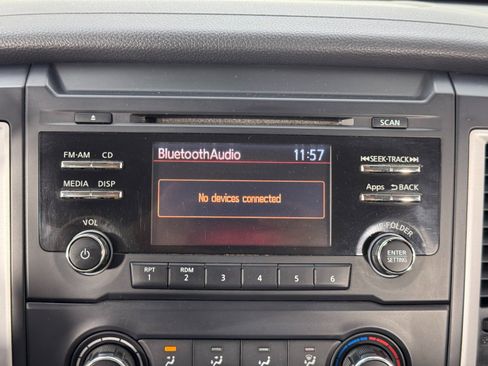 SCAN
FM·AM CD
BluetoothAudio 11:57
SEEK·TRACK
MEDIA DISP
No devices connected
Apps BACK
VOL
FOLDER
ENTER
SETTING
RPT
1
RDM
2
3 4 5 6